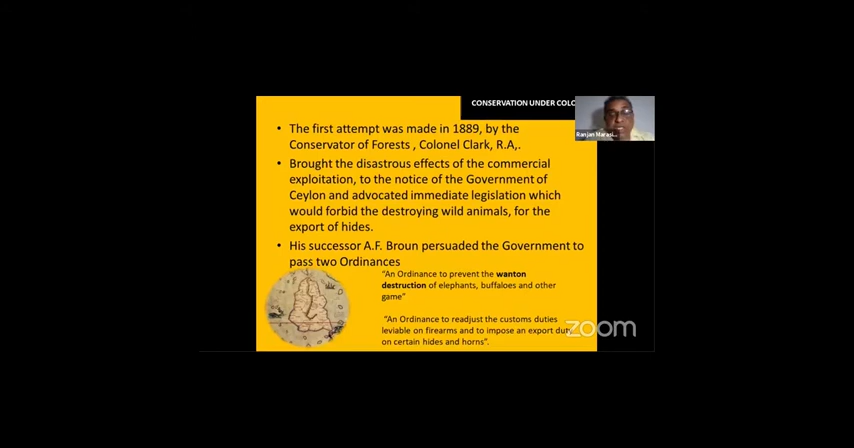 CONSERVATION UNDER COLO
Ranjan Marasi...
• The first attempt was made in 1889, by the
Conservator of Forests , Colonel Clark, R.A,.
• Brought the disastrous effects of the commercial
exploitation, to the notice of the Government of
Ceylon and advocated immediate legislation which
would forbid the destroying wild animals, for the
export of hides.
• His successor A.F. Broun persuaded the Government to
pass two Ordinances
“An Ordinance to prevent the wanton
destruction of elephants, buffaloes and other
game”
“An Ordinance to readjust the customs duties
leviable on firearms and to impose an export duty
on certain hides and horns”.
zoom